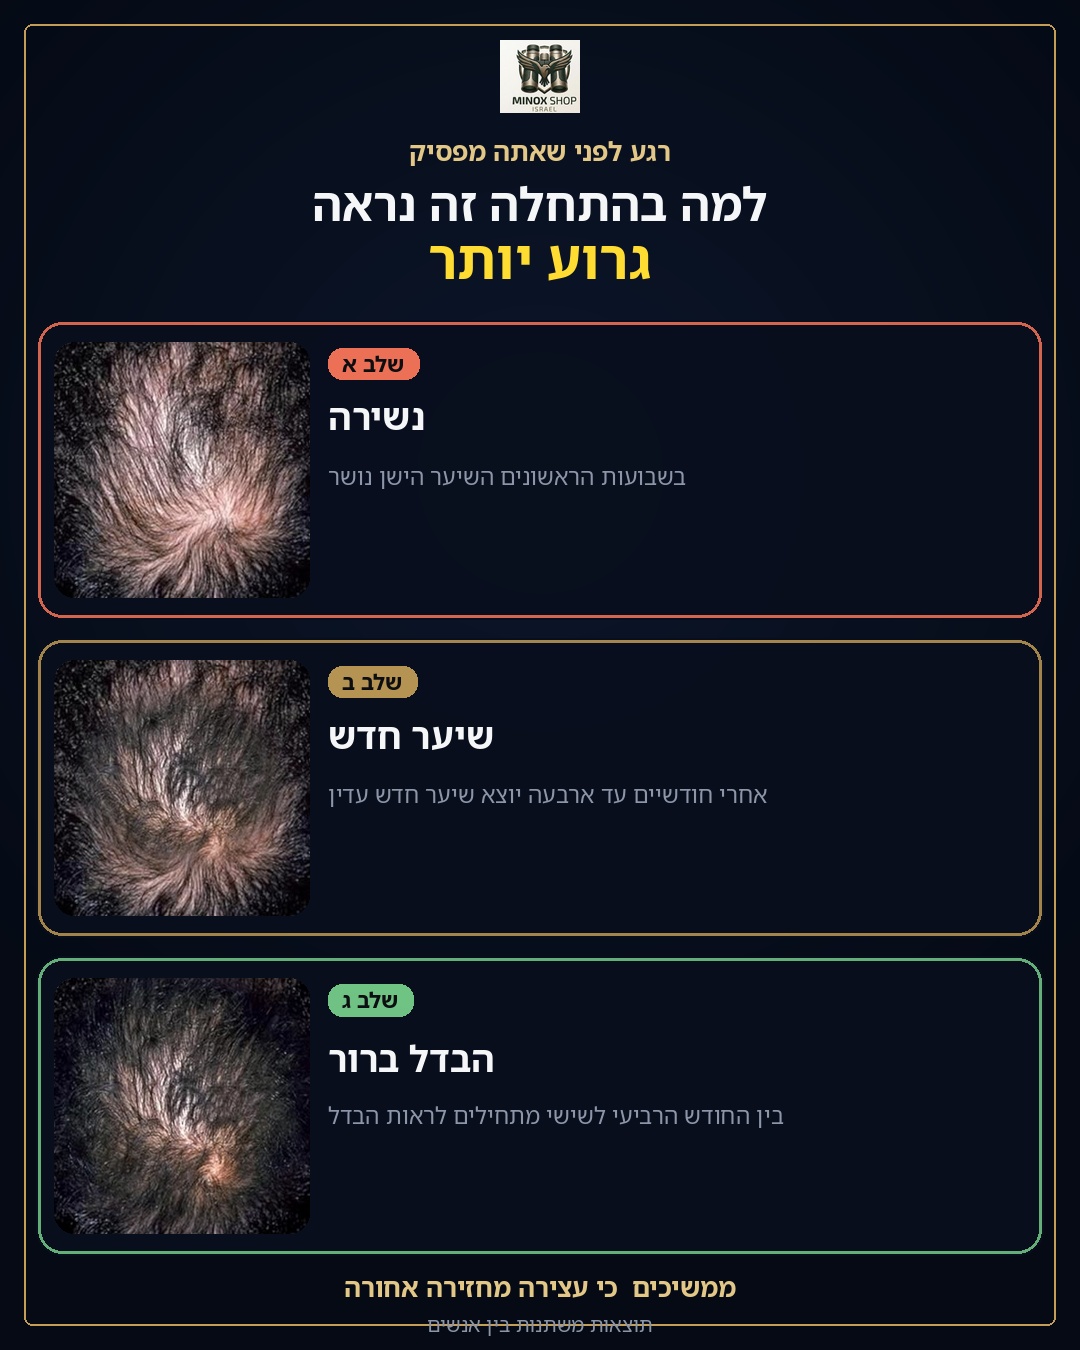 MINOX SHOP
ISRAEL
רגע לפני שאתה מפסיק
למה בהתחלה זה נראה
גרוע יותר
שלב א
נשירה
בשבועות הראשונים השיער הישן נושר
שלב ב
שיער חדש
אחרי חודשיים עד ארבעה יוצא שיער חדש עדין
שלב ג
הבדל ברור
בין החודש הרביעי לשישי מתחילים לראות הבדל
ממשיכים  כי עצירה מחזירה אחורה
תוצאות משתנות בין אנשים